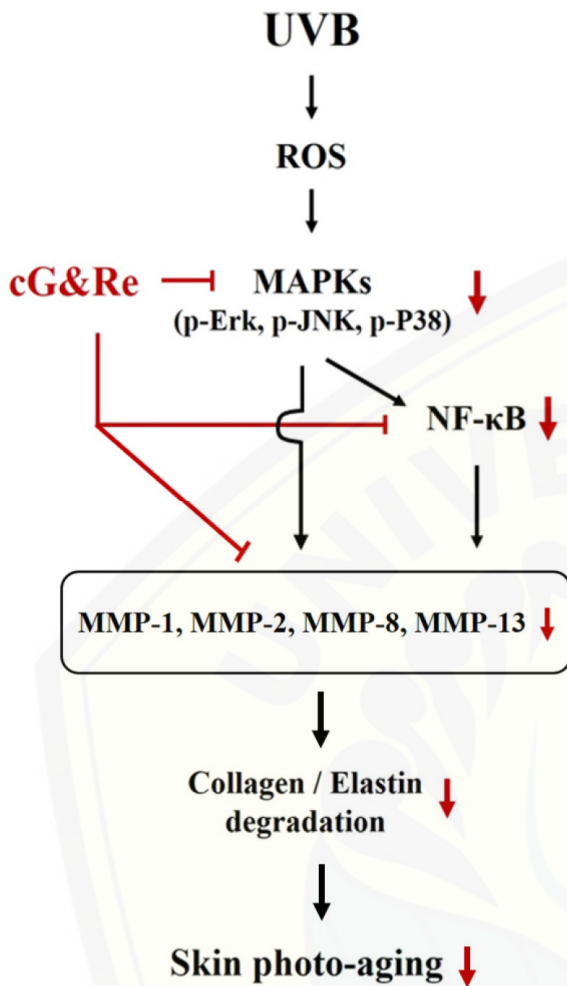 UVB
ROS
cG&Re
MAPKs
(p-Erk, p-JNK, p-P38)
NF-κB
MMP-1, MMP-2, MMP-8, MMP-13
Collagen / Elastin
degradation
Skin photo-aging